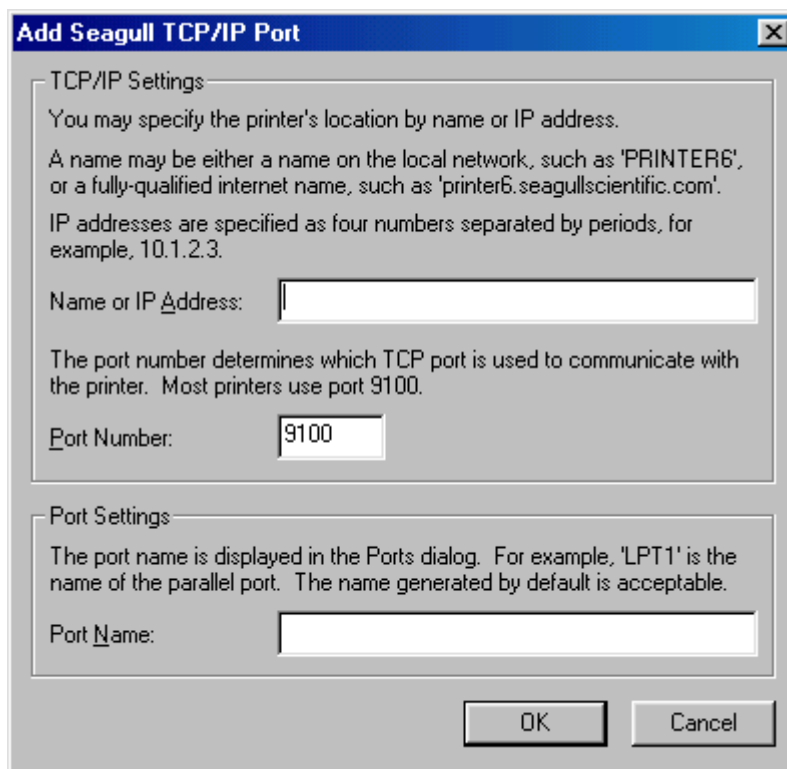 Add Seagull TCP/IP Port
TCP/IP Settings
You may specify the printer's location by name or IP address.
A name may be either a name on the local network, such as 'PRINTER6',
or a fully-qualified internet name, such as 'printer6.seagullscientific.com'.
IP addresses are specified as four numbers separated by periods, for
example, 10.1.2.3.
Name or IP Address:
The port number determines which TCP port is used to communicate with
the printer.  Most printers use port 9100.
Port Number: 9100
Port Settings
The port name is displayed in the Ports dialog.  For example, 'LPT1' is the
name of the parallel port.  The name generated by default is acceptable.
Port Name:
OK Cancel